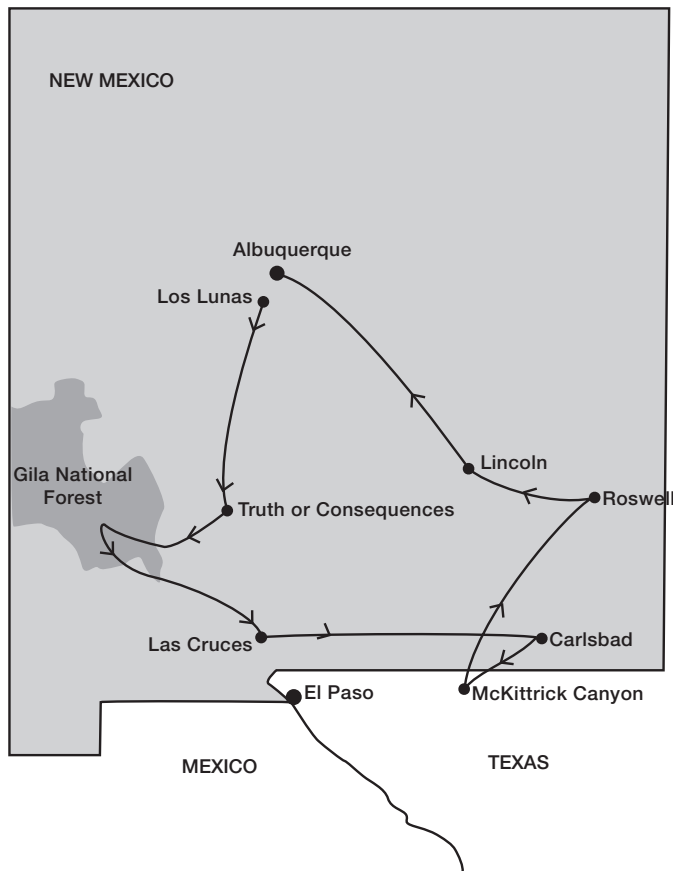 NEW MEXICO
Albuquerque
Los Lunas
Lincoln
Gila National
Forest
Roswell
Truth or Consequences
Las Cruces
Carlsbad
El Paso
McKittrick Canyon
MEXICO
TEXAS